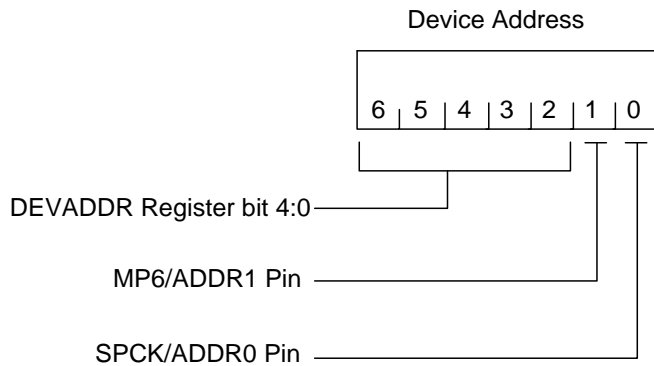 Device Address
6 5 4 3 2 1 0
DEVADDR Register bit 4:0
MP6/ADDR1 Pin
SPCK/ADDR0 Pin